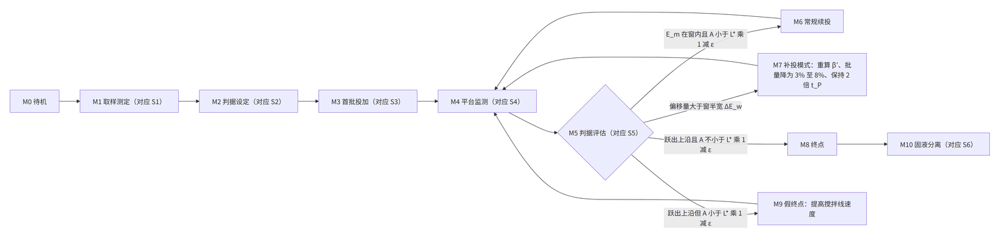 M0 待机
M1 取样测定（对应 S1）
M2 判据设定（对应 S2）
M3 首批投加（对应 S3）
M4 平台监测（对应 S4）
M5 判据评估（对应 S5）
E_m 在窗内且 A 小于 L* 乘
1 减 ε
M6 常规续投
偏移量大于窗半宽 ΔE_w
M7 补投模式：重算 β'、批
量降为 3% 至 8%、保持 2
倍 t_P
跃出上沿且 A 不小于 L* 乘 1
减 ε
M8 终点
M10 固液分离（对应 S6）
跃出上沿但 A 小于 L* 乘 1
减 ε
M9 假终点：提高搅拌线速
度